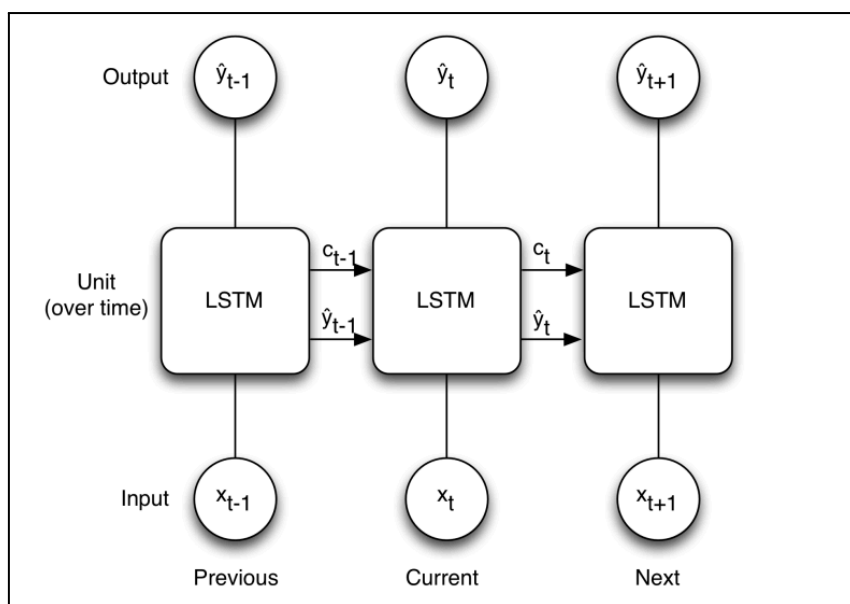 Output ŷt-1 ŷt ŷt+1
ct-1 ct
Unit
(over time) LSTM LSTM LSTM
ŷt-1 ŷt
Input xt-1 xt xt+1
Previous Current Next